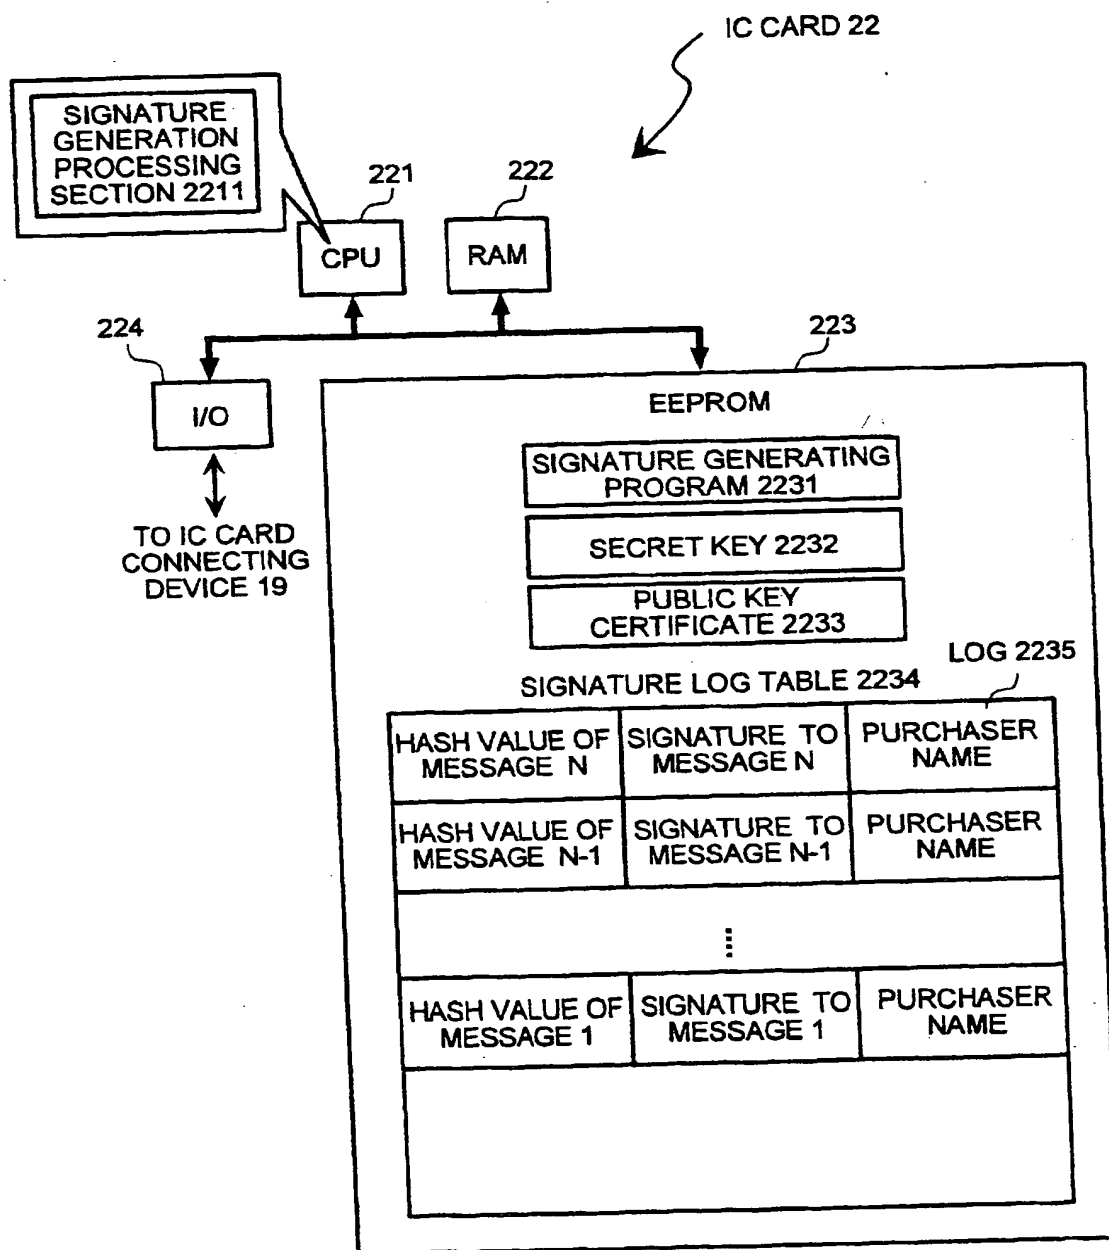 IC CARD 22
SIGNATURE
GENERATION
PROCESSING
SECTION 2211
221
222
CPU
RAM
224
223
I/O
EEPROM
SIGNATURE GENERATING
PROGRAM 2231
SECRET KEY 2232
TO IC CARD
CONNECTING
DEVICE 19
PUBLIC KEY
CERTIFICATE 2233
LOG 2235
SIGNATURE LOG TABLE 2234
HASH VALUE OF
MESSAGE N
SIGNATURE TO
MESSAGE N
PURCHASER
NAME
HASH VALUE OF
MESSAGE N-1
SIGNATURE TO
MESSAGE N-1
PURCHASER
NAME
HASH VALUE OF
MESSAGE 1
SIGNATURE TO
MESSAGE 1
PURCHASER
NAME